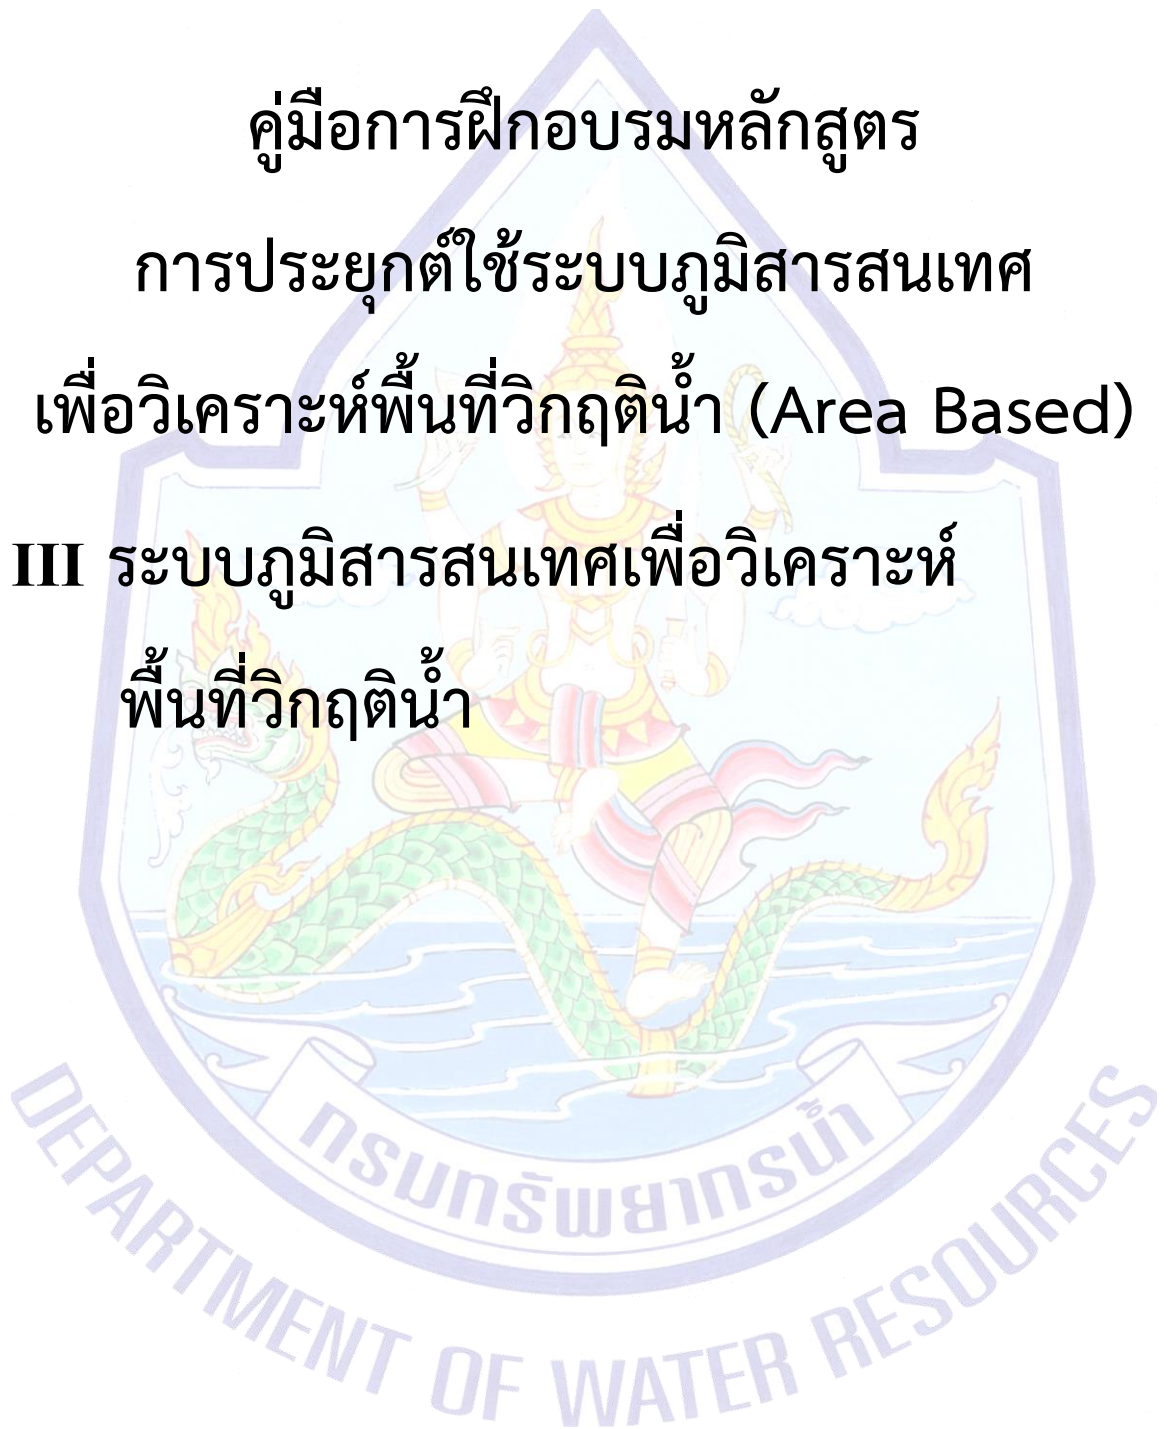 คู่มือการฝึกอบรมหลักสูตร
การประยุกต์ใช้ระบบภูมิสารสนเทศ
เพื่อวิเคราะห์พื้นที่วิกฤติน้ำ (Area Based)
III ระบบภูมิสารสนเทศเพื่อวิเคราะห์
พื้นที่วิกฤติน้ำ
กรมทรัพยากรน้ำ
DEPARTMENT OF WATER RESOURCES